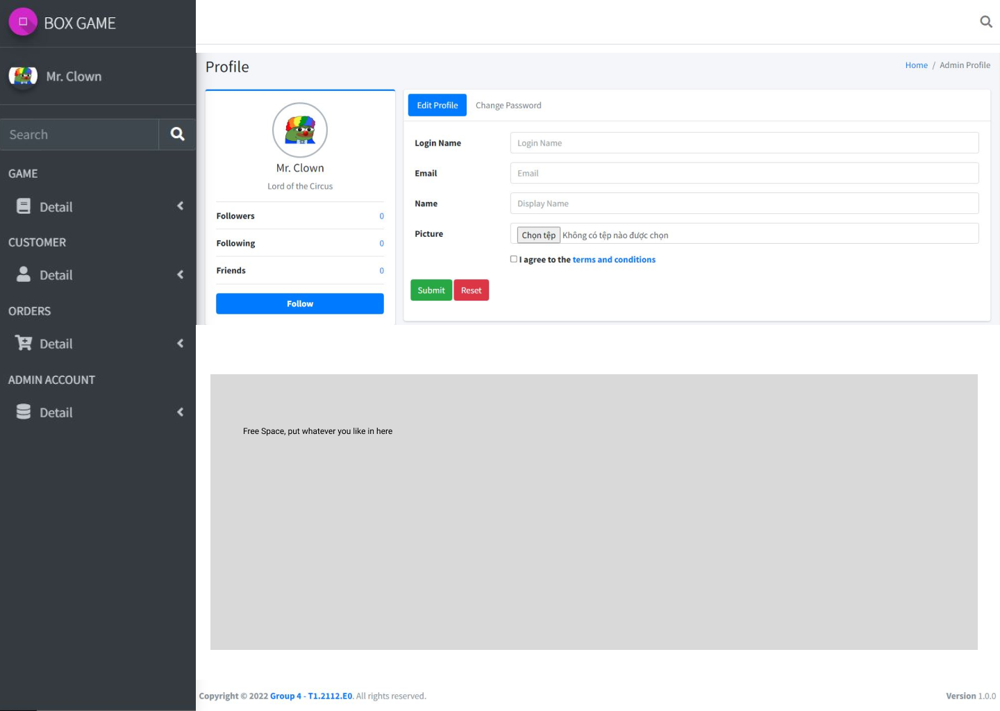 BOX GAME
Mr. Clown
Search
GAME
Detail
CUSTOMER
Detail
ORDERS
Detail
ADMIN ACCOUNT
Detail
Profile
Home / Admin Profile
Mr. Clown
Lord of the Circus
Followers 0
Following 0
Friends 0
Follow
Edit Profile Change Password
Login Name Login Name
Email Email
Name Display Name
Picture Chọn tệp Không có tệp nào được chọn
I agree to the terms and conditions
Submit Reset
Free Space, put whatever you like in here
Copyright © 2022 Group 4 - T1.2112.E0. All rights reserved.
Version 1.0.0